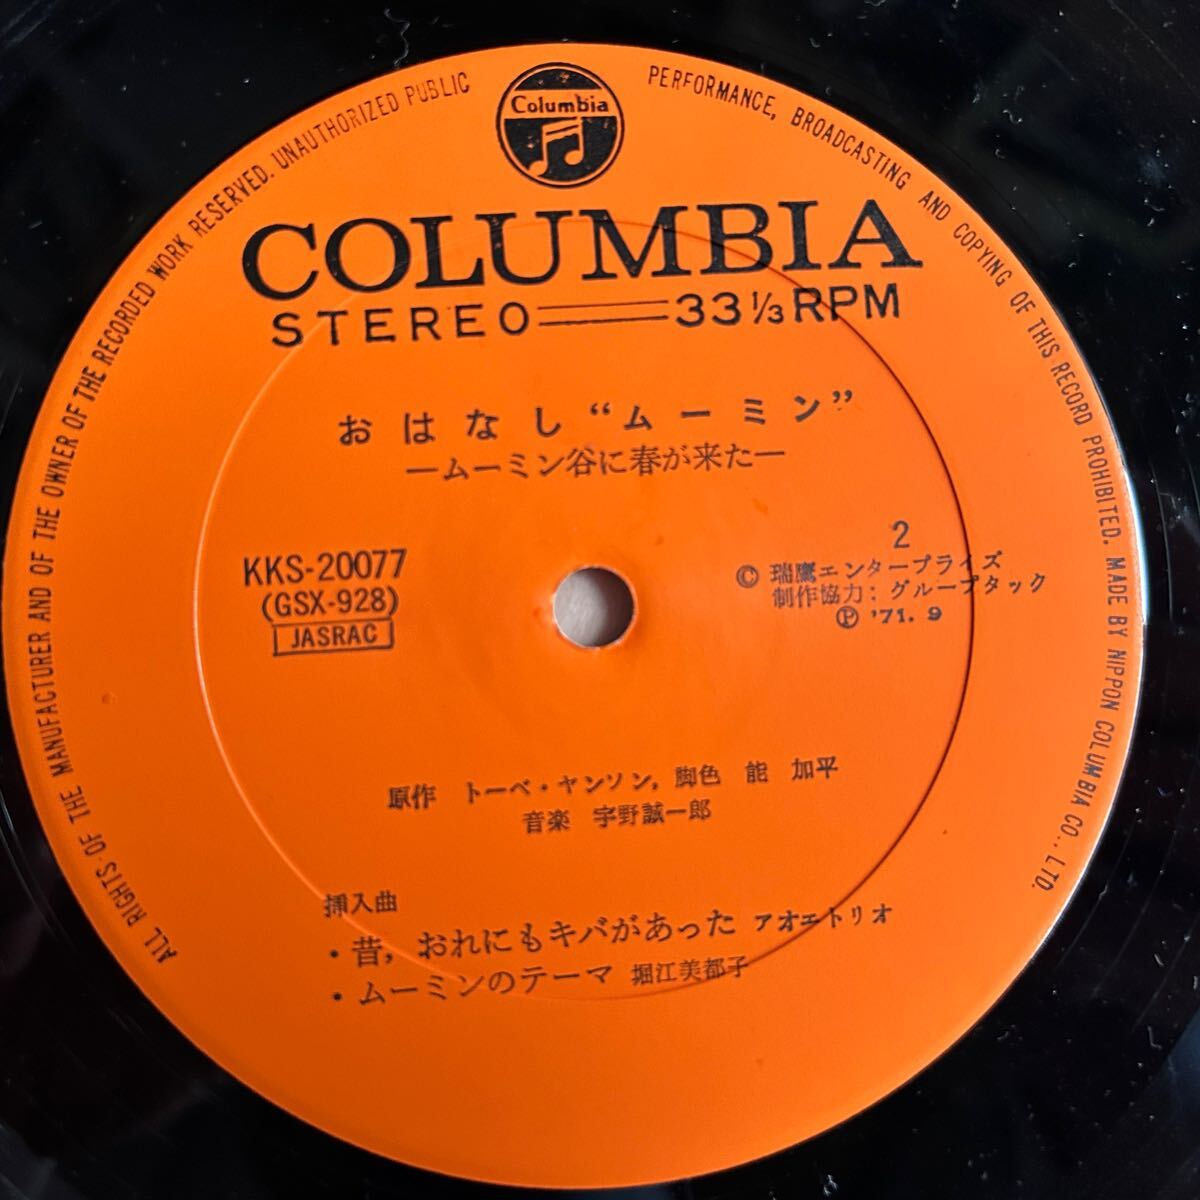 ALL RIGHTS OF THE MANUFACTURER AND OF THE OWNER OF THE RECORDED WORK RESERVED. UNAUTHORIZED PUBLIC PERFORMANCE, BROADCASTING AND COPYING OF THIS RECORD PROHIBITED. MADE BY NIPPON COLUMBIA CO., LTD.
Columbia
COLUMBIA
STEREO 33 1/3 RPM
おはなし“ムーミン”
—ムーミン谷に春が来た—
2
KKS-20077
(GSX-928)
JASRAC
© 瑞鷹エンタープライズ
制作協力: グループタック
Ⓟ '71. 9
原作 トーベ・ヤンソン, 脚色 能 加平
音楽 宇野誠一郎
挿入曲
・昔, おれにもキバがあった アオエトリオ
・ムーミンのテーマ 堀江美都子